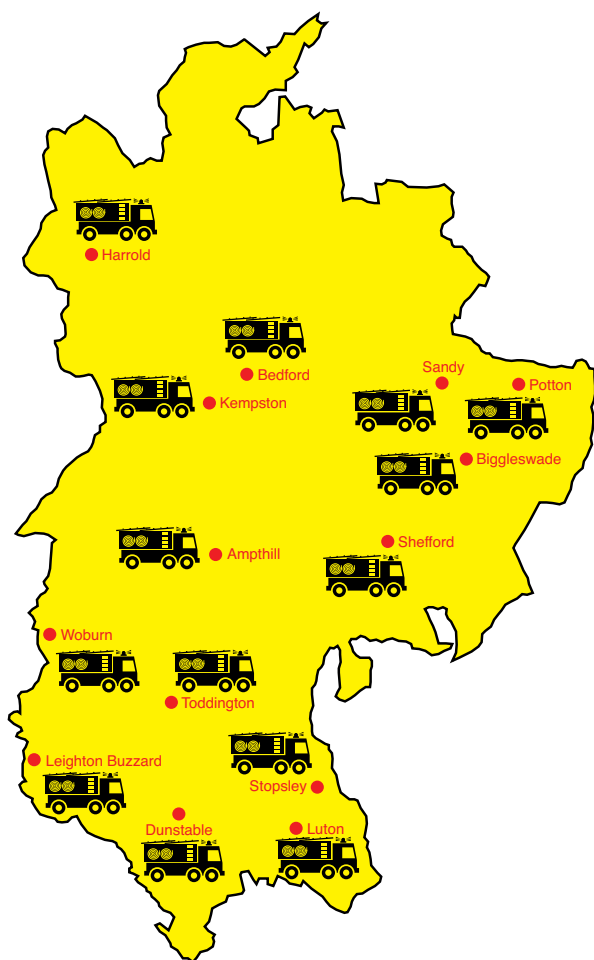 Harrold
Bedford
Sandy
Potton
Kempston
Biggleswade
Shefford
Ampthill
Woburn
Toddington
Leighton Buzzard
Stopsley
Dunstable
Luton